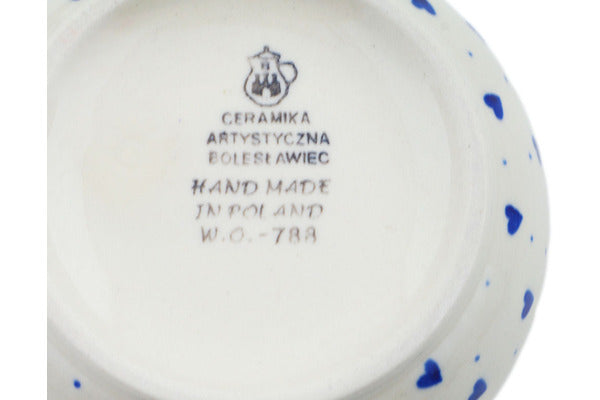 CERAMIKA
ARTYSTYCZNA
BOLESŁAWIEC
HAND MADE
IN POLAND
W.O.-788